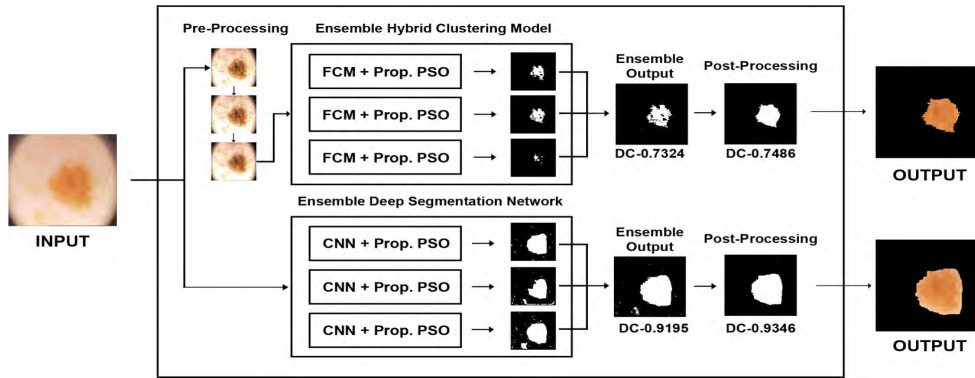 Pre-Processing
Ensemble Hybrid Clustering Model
FCM + Prop. PSO
FCM + Prop. PSO
FCM + Prop. PSO
Ensemble
Output
Post-Processing
DC-0.7324
DC-0.7486
OUTPUT
INPUT
Ensemble Deep Segmentation Network
CNN + Prop. PSO
CNN + Prop. PSO
CNN + Prop. PSO
Ensemble
Output
Post-Processing
DC-0.9195
DC-0.9346
OUTPUT